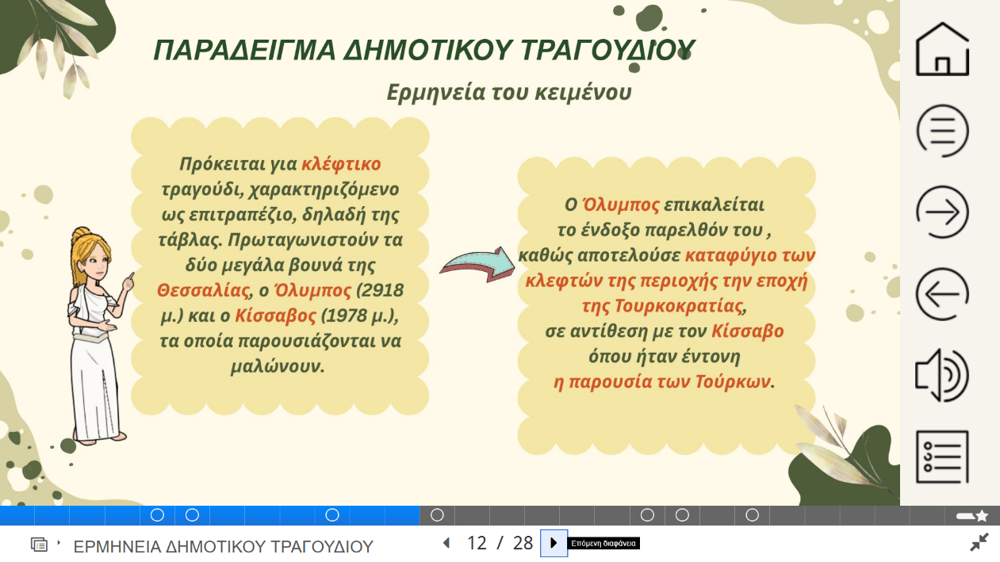 ΠΑΡΑΔΕΙΓΜΑ ΔΗΜΟΤΙΚΟΥ ΤΡΑΓΟΥΔΙΟΥ
Ερμηνεία του κειμένου
Πρόκειται για κλέφτικο
τραγούδι, χαρακτηριζόμενο
ως επιτραπέζιο, δηλαδή της
τάβλας. Πρωταγωνιστούν τα
δύο μεγάλα βουνά της
Θεσσαλίας, ο Όλυμπος (2918
μ.) και ο Κίσσαβος (1978 μ.),
τα οποία παρουσιάζονται να
μαλώνουν.
Ο Όλυμπος επικαλείται
το ένδοξο παρελθόν του ,
καθώς αποτελούσε καταφύγιο των
κλεφτών της περιοχής την εποχή
της Τουρκοκρατίας,
σε αντίθεση με τον Κίσσαβο
όπου ήταν έντονη
η παρουσία των Τούρκων.
ΕΡΜΗΝΕΙΑ ΔΗΜΟΤΙΚΟΥ ΤΡΑΓΟΥΔΙΟΥ
12 / 28
Επόμενη διαφάνεια